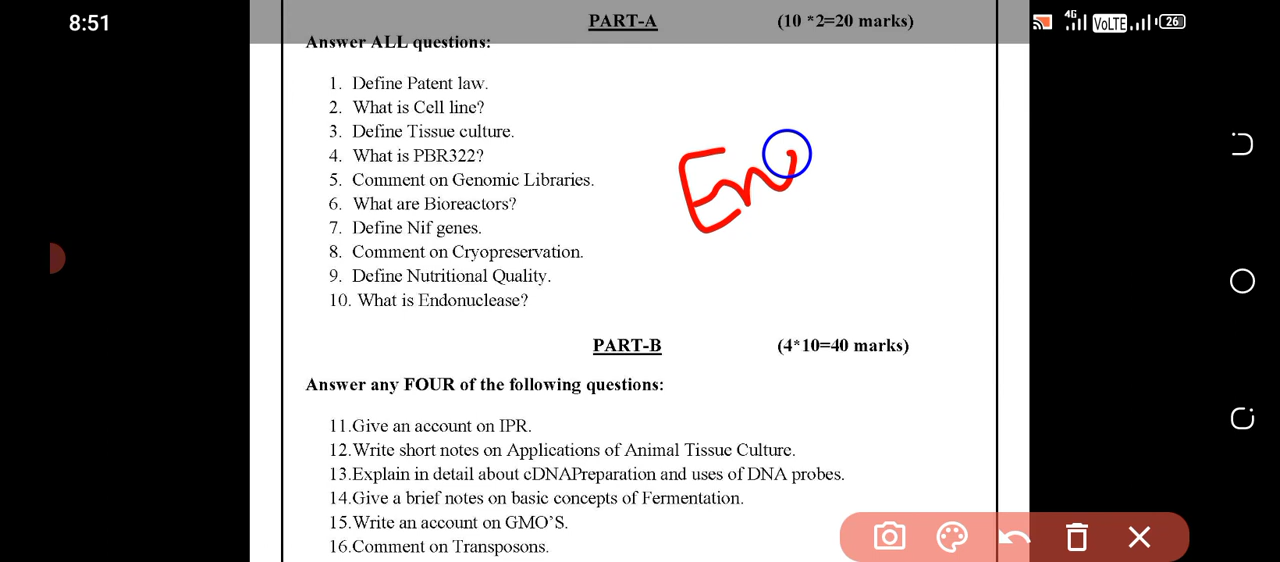 8:51
PART-A (10 *2=20 marks)
4G VoLTE 26
Answer ALL questions:
1. Define Patent law.
2. What is Cell line?
3. Define Tissue culture.
4. What is PBR322?
5. Comment on Genomic Libraries.
6. What are Bioreactors?
7. Define Nif genes.
8. Comment on Cryopreservation.
9. Define Nutritional Quality.
10. What is Endonuclease?
En
PART-B (4*10=40 marks)
Answer any FOUR of the following questions:
11.Give an account on IPR.
12.Write short notes on Applications of Animal Tissue Culture.
13.Explain in detail about cDNAPreparation and uses of DNA probes.
14.Give a brief notes on basic concepts of Fermentation.
15.Write an account on GMO’S.
16.Comment on Transposons.